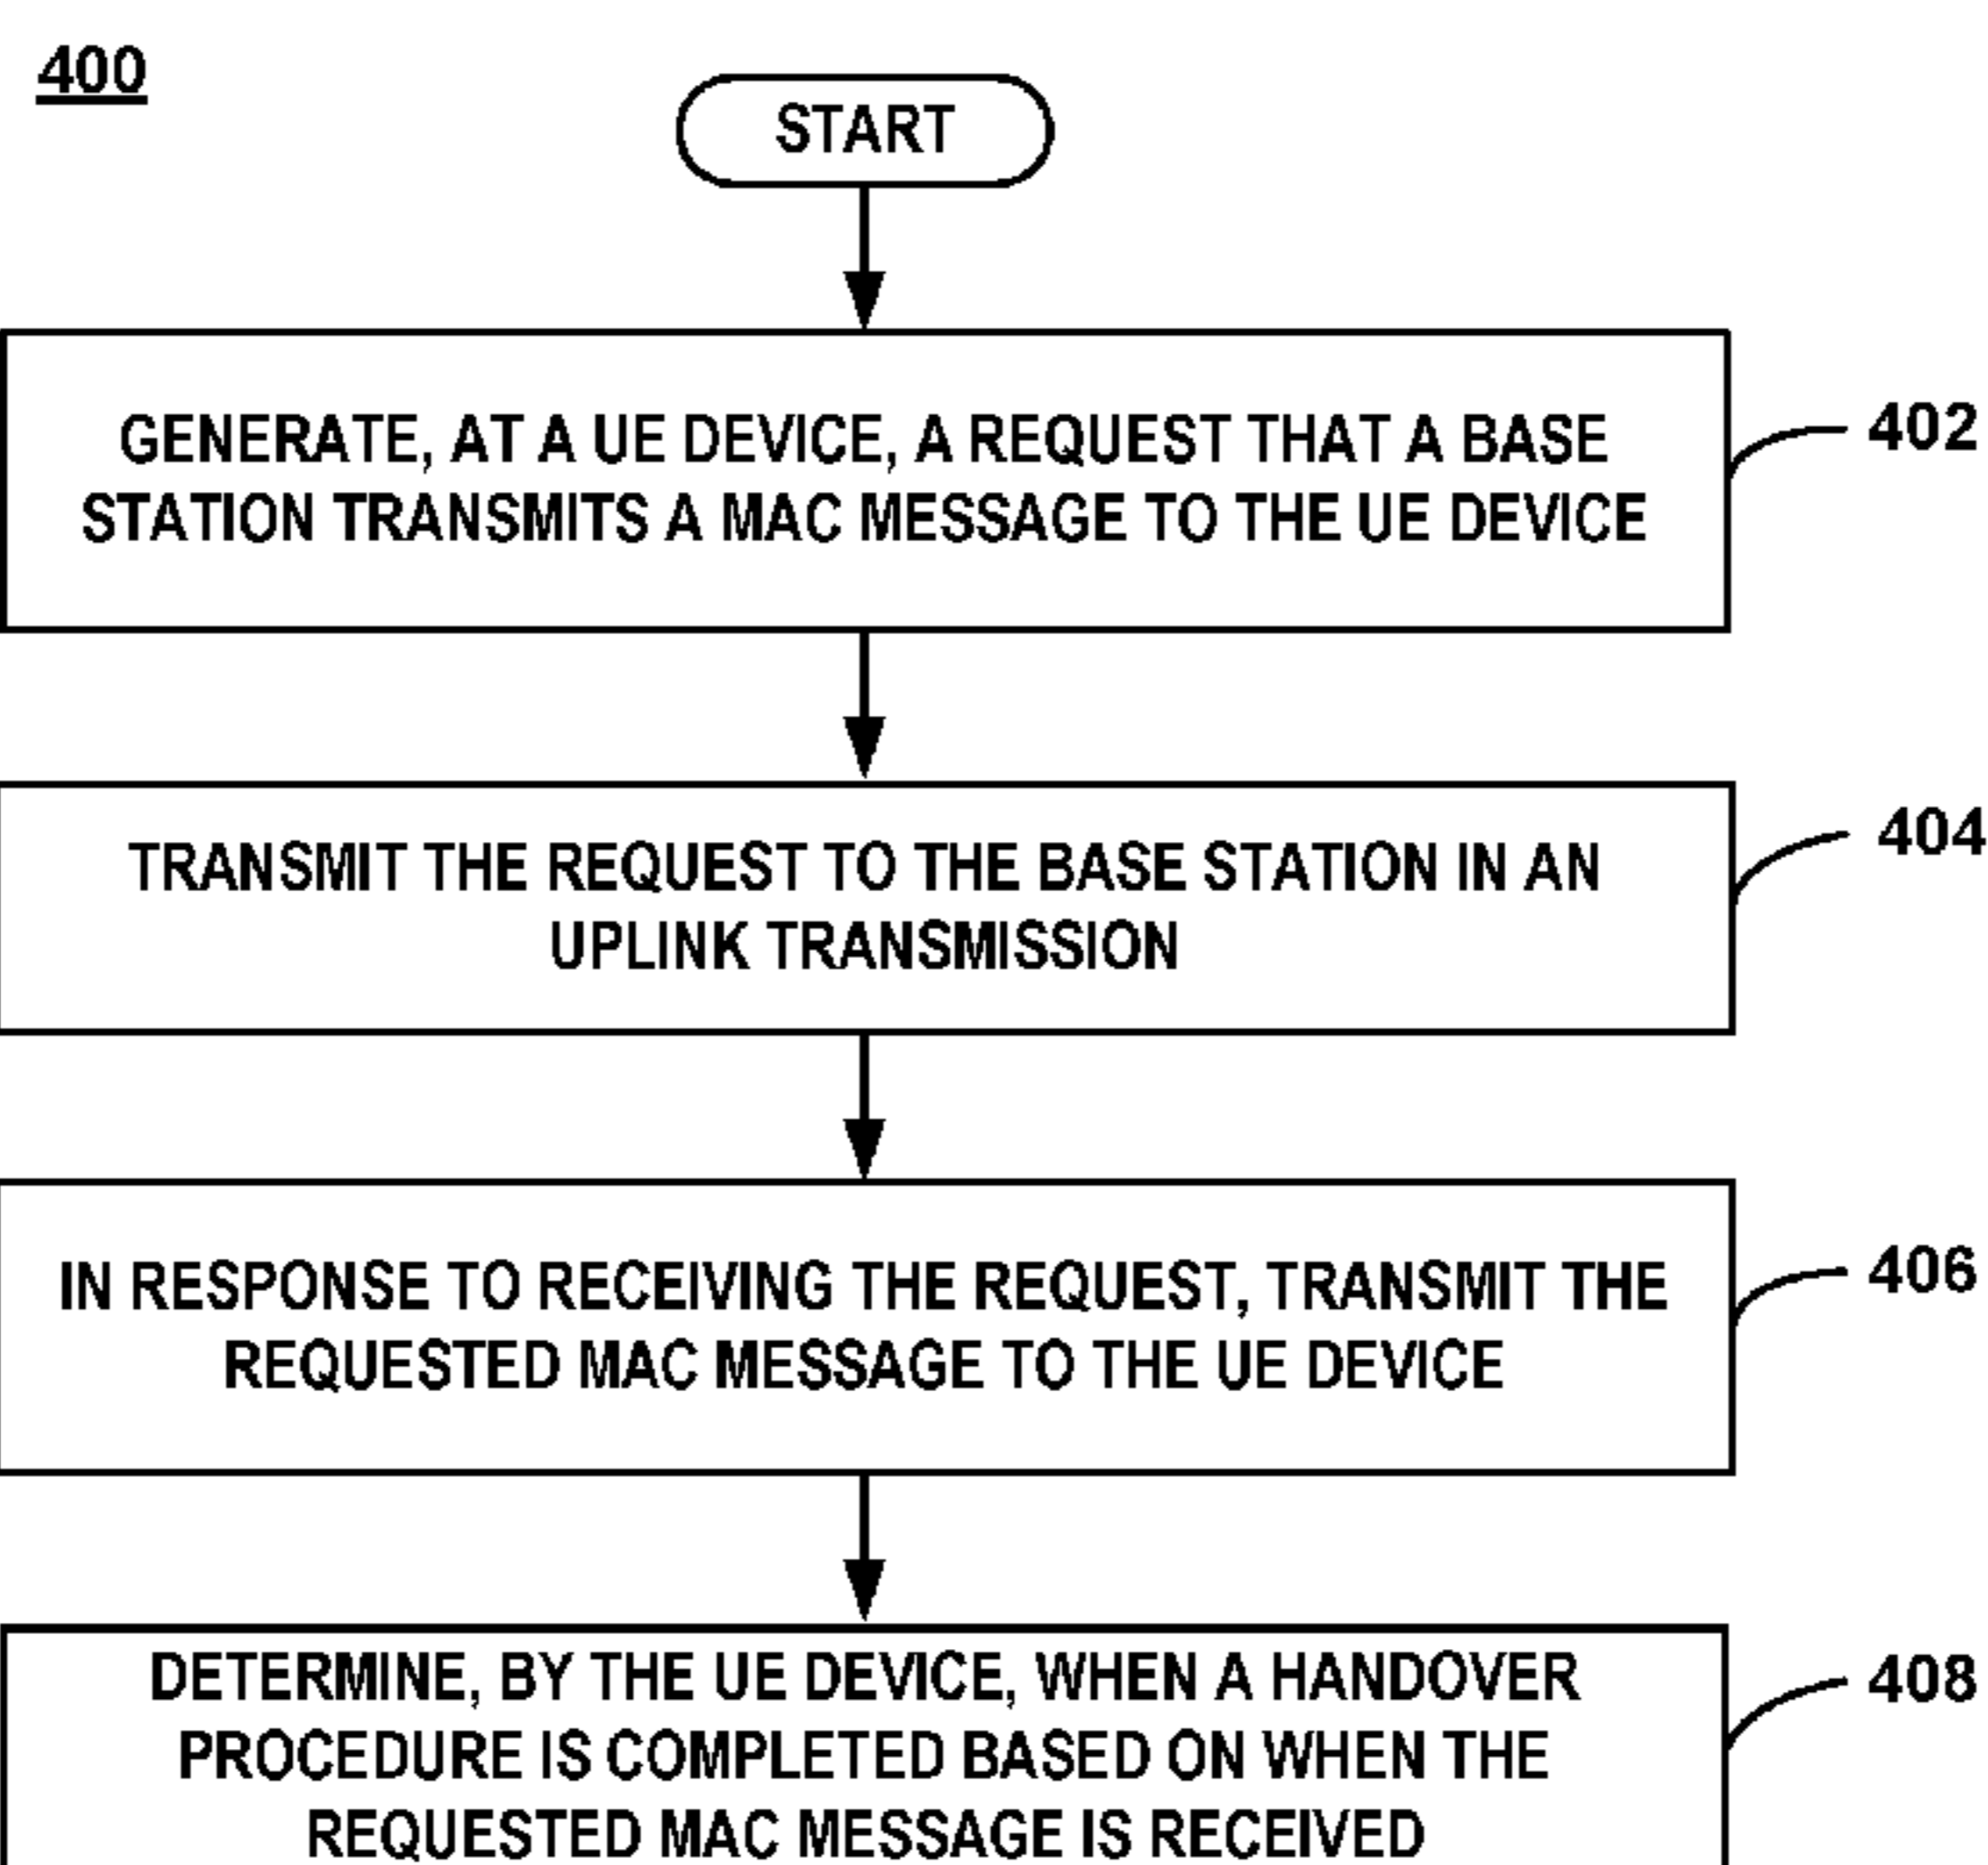 400
START
GENERATE, AT A UE DEVICE, A REQUEST THAT A BASE
STATION TRANSMITS A MAC MESSAGE TO THE UE DEVICE
402
TRANSMIT THE REQUEST TO THE BASE STATION IN AN
UPLINK TRANSMISSION
404
IN RESPONSE TO RECEIVING THE REQUEST, TRANSMIT THE
REQUESTED MAC MESSAGE TO THE UE DEVICE
406
DETERMINE, BY THE UE DEVICE, WHEN A HANDOVER
PROCEDURE IS COMPLETED BASED ON WHEN THE
REQUESTED MAC MESSAGE IS RECEIVED
408